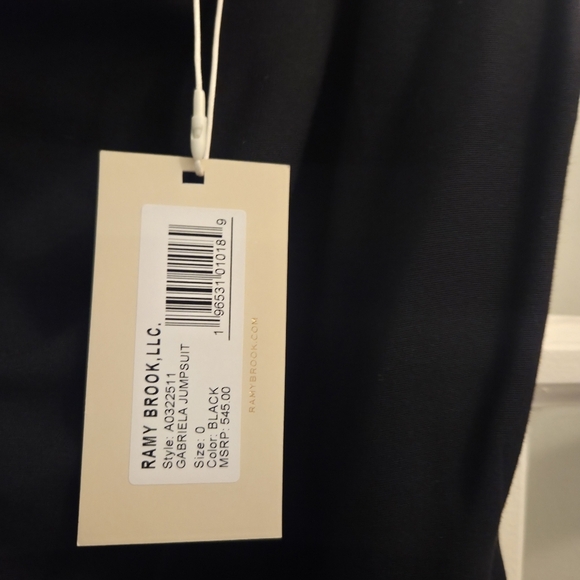 RAMY BROOK,LLC.
Style: A0322511
GABRIELA JUMPSUIT
Size: 0
Color: BLACK
MSRP: 545.00
1 96531 01018 9
RAMYBROOK.COM